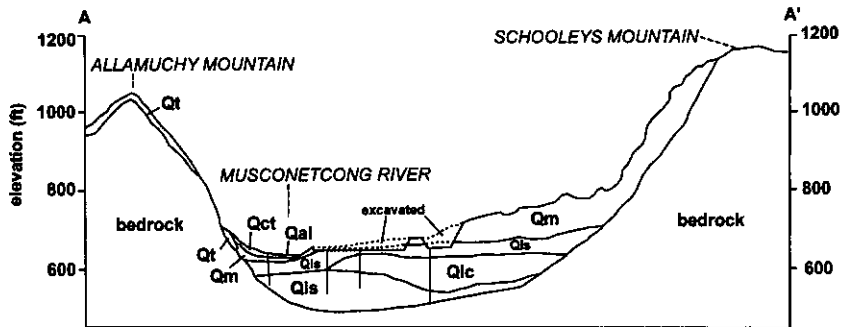 A A'
1200 1200
SCHOOLEYS MOUNTAIN
ALLAMUCHY MOUNTAIN
Qt
1000 1000
elevation (ft)
MUSCONETCONG RIVER
800 800
excavated
bedrock Qct Qal Qm bedrock
Qt Qls Qls
600 Qm Qls Qlc 600